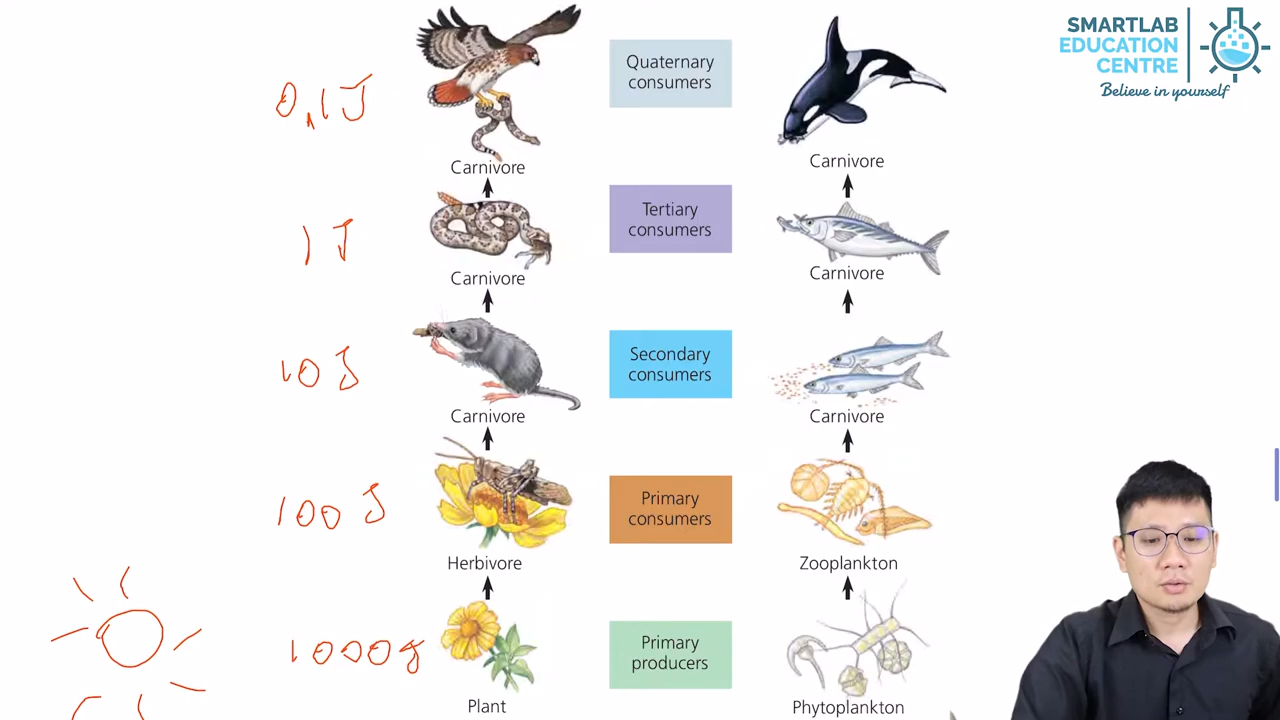 SMARTLAB
EDUCATION
CENTRE
Believe in yourself
Quaternary
consumers
0,1 J
Carnivore
Carnivore
Tertiary
consumers
1 J
Carnivore
Carnivore
Secondary
consumers
10 J
Carnivore
Carnivore
100 J
Primary
consumers
Herbivore
Zooplankton
1000 J
Primary
producers
Plant
Phytoplankton